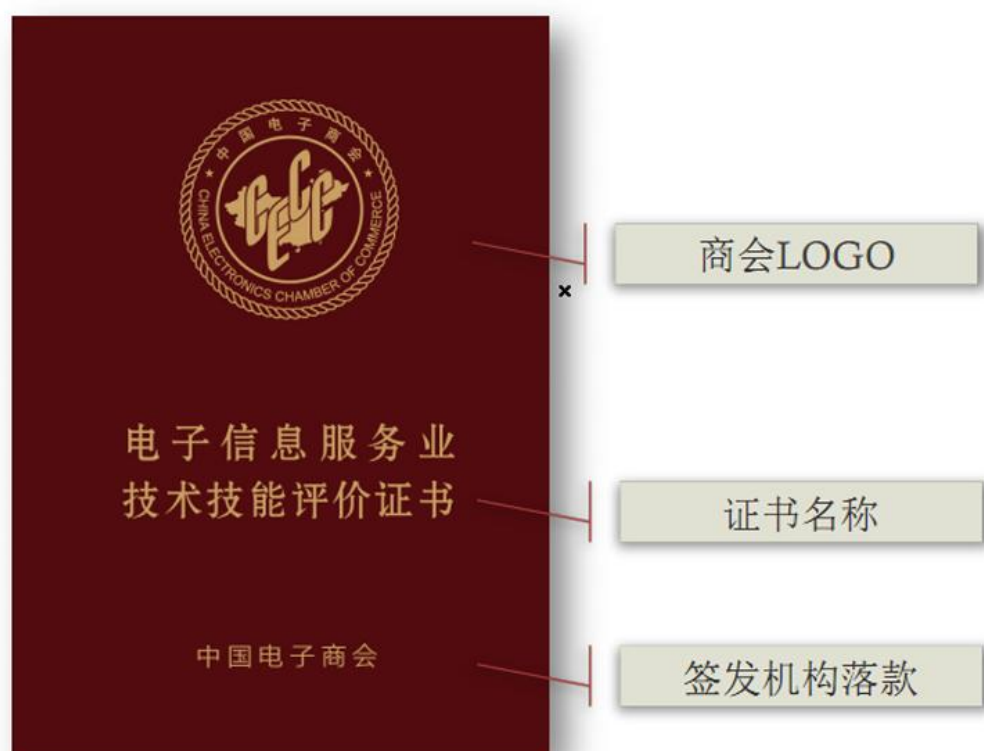 中国电子商会
CECC
CHINA ELECTRONICS CHAMBER OF COMMERCE
商会LOGO
电子信息服务业
技术技能评价证书
证书名称
中国电子商会
签发机构落款